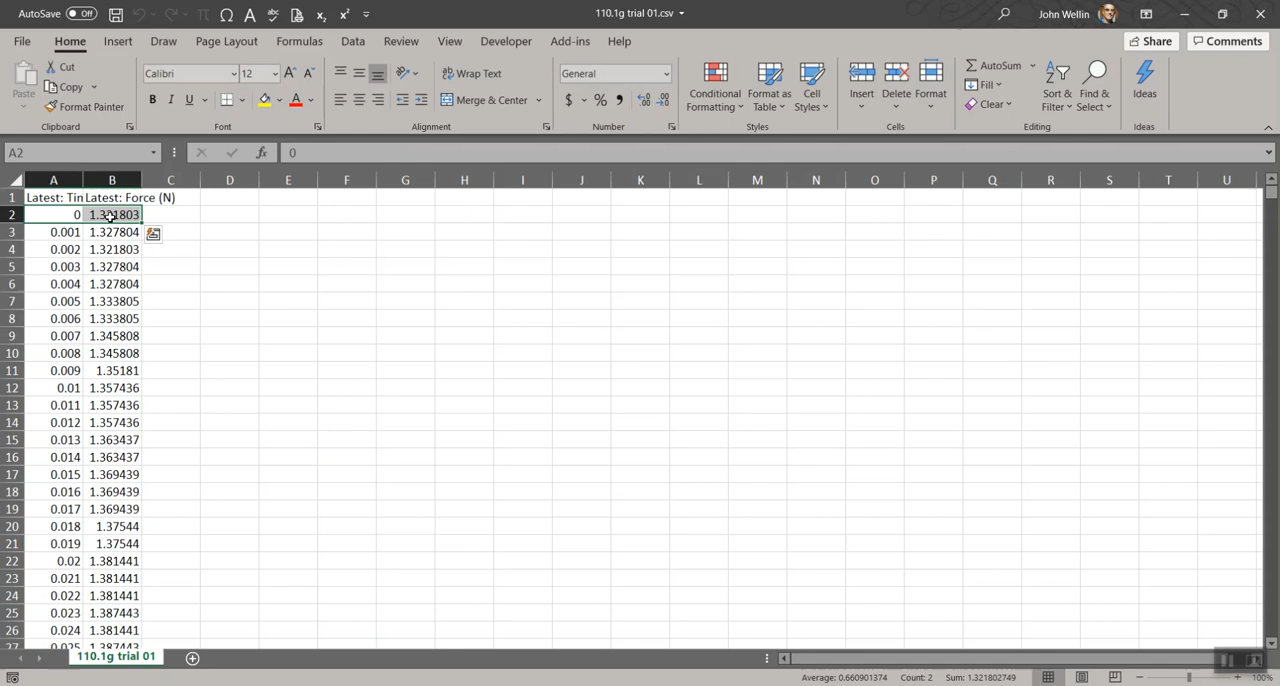 AutoSave Off 110.1g trial 01.csv John Wellin
File Home Insert Draw Page Layout Formulas Data Review View Developer Add-ins Help Share Comments
Paste Cut Copy Format Painter
Calibri 12 B I U A
Wrap Text Merge & Center
General $ % 9
Conditional Formatting Format as Table Cell Styles
Insert Delete Format
AutoSum Fill Clear Sort & Filter Find & Select Ideas
Clipboard Font Alignment Number Styles Cells Editing Ideas
A2 fx 0
A B C D E F G H I J K L M N O P Q R S T U
1 Latest: Tin Latest: Force (N)
2 0 1.321803
3 0.001 1.327804
4 0.002 1.321803
5 0.003 1.327804
6 0.004 1.327804
7 0.005 1.333805
8 0.006 1.333805
9 0.007 1.345808
10 0.008 1.345808
11 0.009 1.35181
12 0.01 1.357436
13 0.011 1.357436
14 0.012 1.357436
15 0.013 1.363437
16 0.014 1.363437
17 0.015 1.369439
18 0.016 1.369439
19 0.017 1.369439
20 0.018 1.37544
21 0.019 1.37544
22 0.02 1.381441
23 0.021 1.381441
24 0.022 1.381441
25 0.023 1.387443
26 0.024 1.381441
27 0.025 1.387443
110.1g trial 01
Average: 0.660901374 Count: 2 Sum: 1.321802749 100%